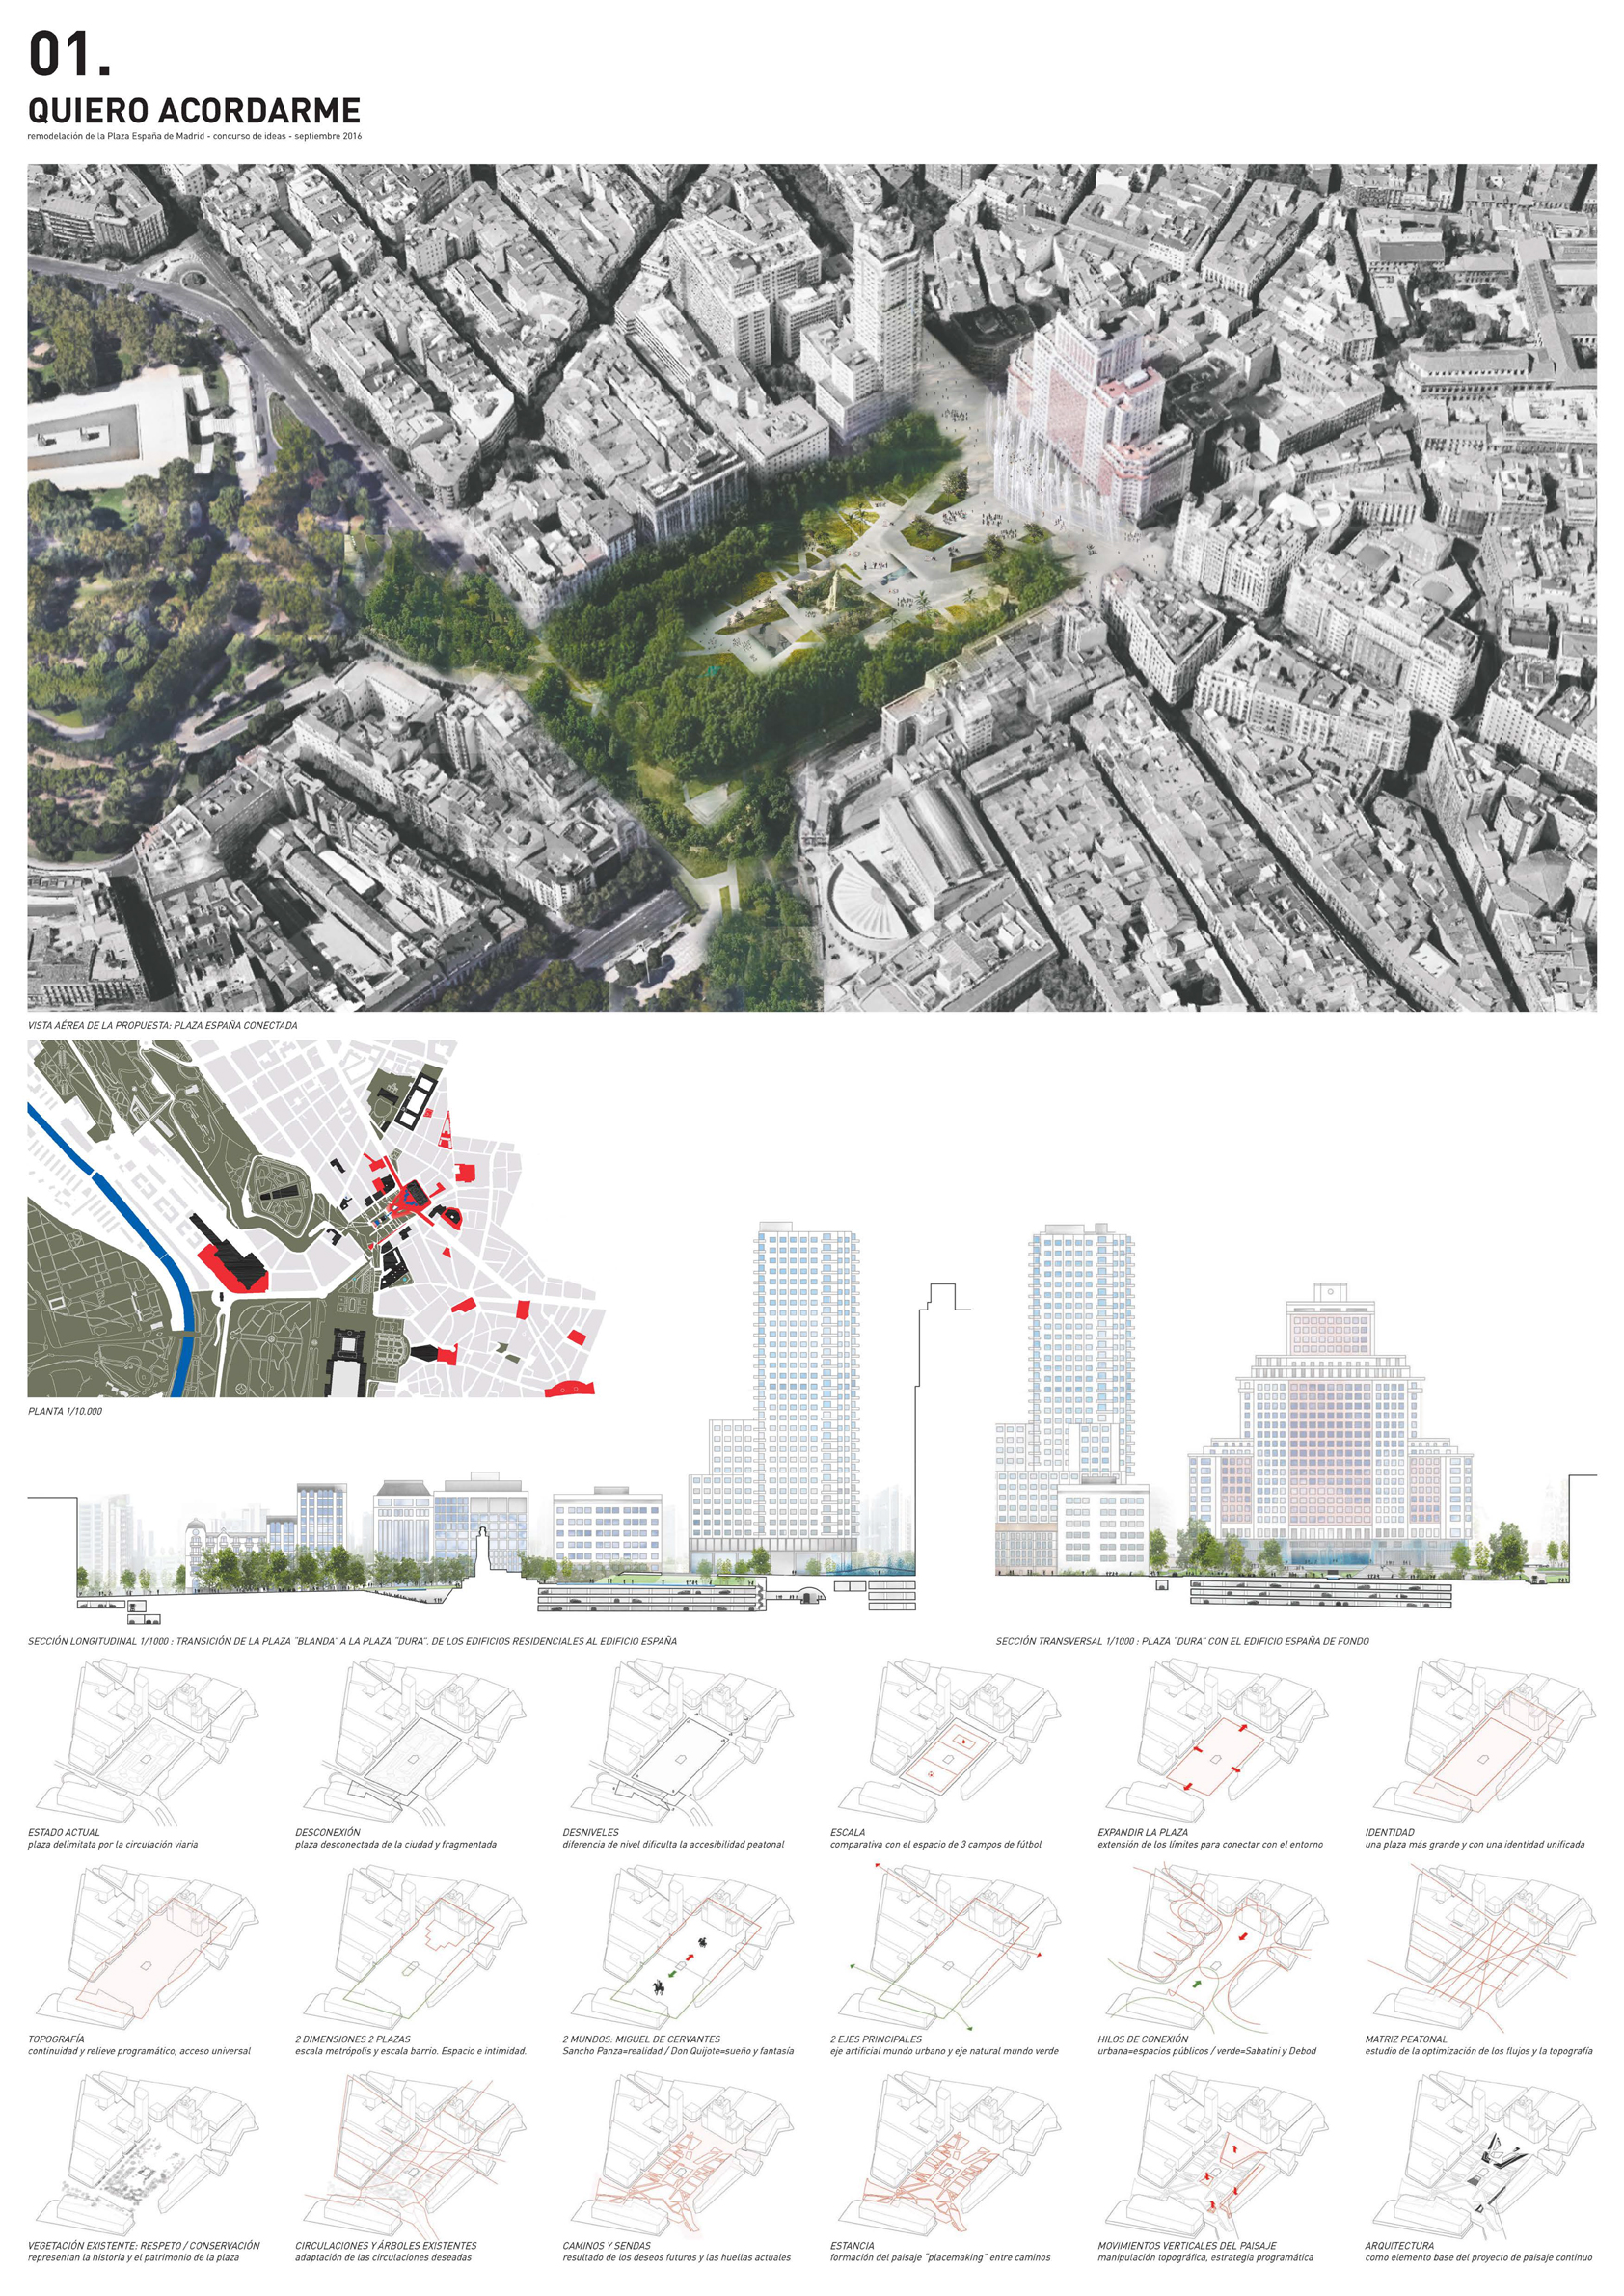 01.
QUIERO ACORDARME
remodelación de la Plaza España de Madrid - concurso de ideas - septiembre 2016
VISTA AÉREA DE LA PROPUESTA: PLAZA ESPAÑA CONECTADA
PLANTA 1/10.000
SECCIÓN LONGITUDINAL 1/1000 : TRANSICIÓN DE LA PLAZA "BLANDA" A LA PLAZA "DURA". DE LOS EDIFICIOS RESIDENCIALES AL EDIFICIO ESPAÑA
SECCIÓN TRANSVERSAL 1/1000 : PLAZA "DURA" CON EL EDIFICIO ESPAÑA DE FONDO
ESTADO ACTUAL
plaza delimitata por la circulación viaria
DESCONEXIÓN
plaza desconectada de la ciudad y fragmentada
DESNIVELES
diferencia de nivel dificulta la accesibilidad peatonal
ESCALA
comparativa con el espacio de 3 campos de fútbol
EXPANDIR LA PLAZA
extensión de los límites para conectar con el entorno
IDENTIDAD
una plaza más grande y con una identidad unificada
TOPOGRAFÍA
continuidad y relieve programático, acceso universal
2 DIMENSIONES 2 PLAZAS
escala metrópolis y escala barrio. Espacio e intimidad.
2 MUNDOS: MIGUEL DE CERVANTES
Sancho Panza=realidad / Don Quijote=sueño y fantasía
2 EJES PRINCIPALES
eje artificial mundo urbano y eje natural mundo verde
HILOS DE CONEXIÓN
urbana=espacios públicos / verde=Sabatini y Debod
MATRIZ PEATONAL
estudio de la optimización de los flujos y la topografía
VEGETACIÓN EXISTENTE: RESPETO / CONSERVACIÓN
representan la historia y el patrimonio de la plaza
CIRCULACIONES Y ÁRBOLES EXISTENTES
adaptación de las circulaciones deseadas
CAMINOS Y SENDAS
resultado de los deseos futuros y las huellas actuales
ESTANCIA
formación del paisaje "placemaking" entre caminos
MOVIMIENTOS VERTICALES DEL PAISAJE
manipulación topográfica, estrategia programática
ARQUITECTURA
como elemento base del proyecto de paisaje continuo